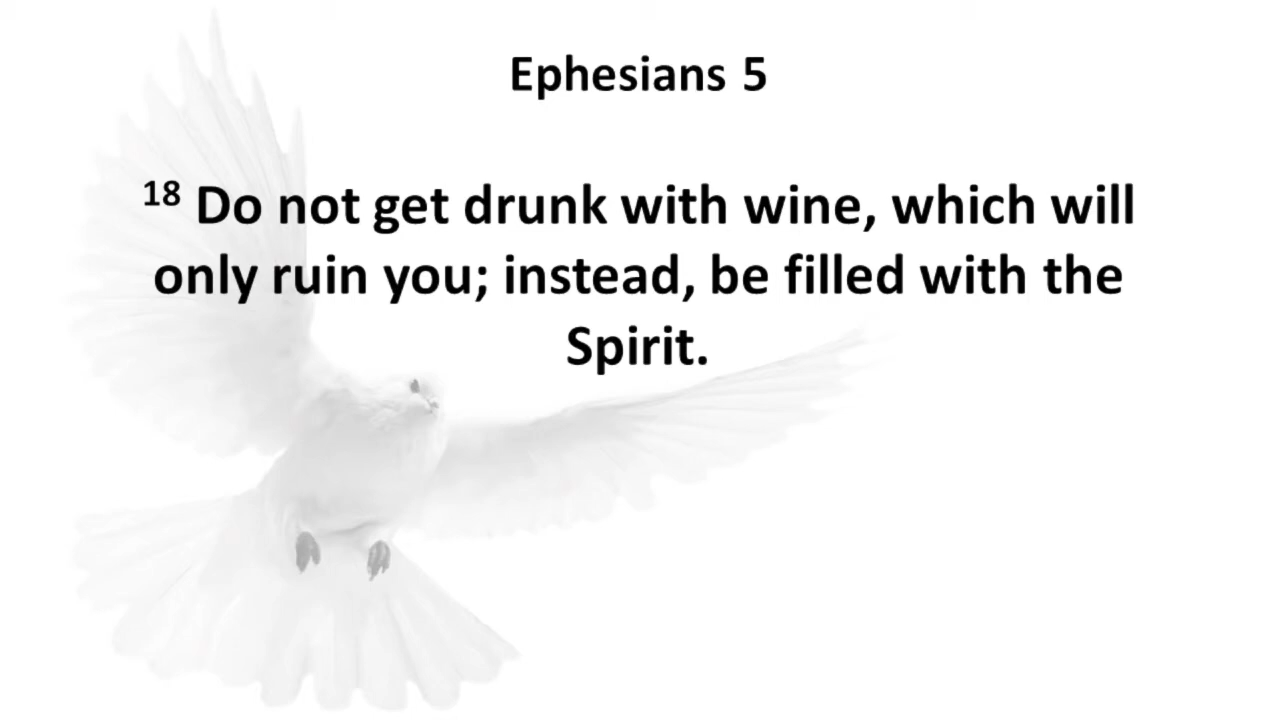 Ephesians 5
18 Do not get drunk with wine, which will
only ruin you; instead, be filled with the
Spirit.